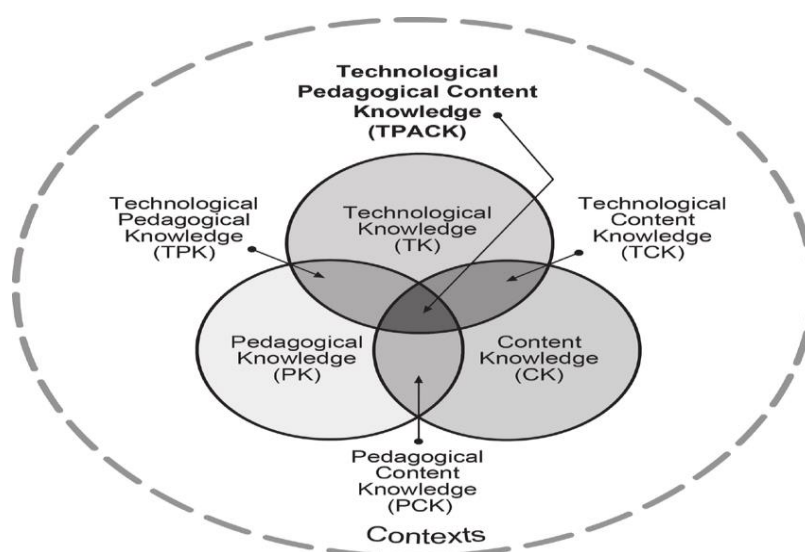 Technological
Pedagogical Content
Knowledge
(TPACK)
Technological
Pedagogical
Knowledge
(TPK)
Technological
Knowledge
(TK)
Technological
Content
Knowledge
(TCK)
Pedagogical
Knowledge
(PK)
Content
Knowledge
(CK)
Pedagogical
Content
Knowledge
(PCK)
Contexts